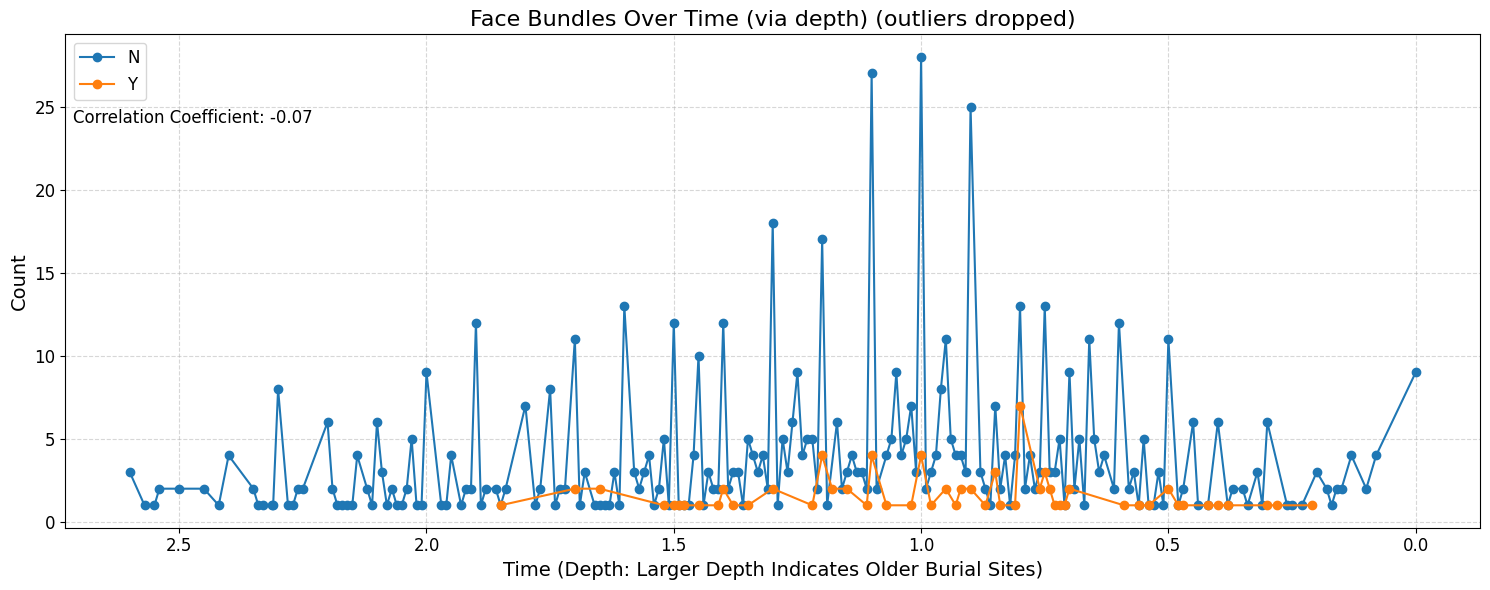 Face Bundles Over Time (via depth) (outliers dropped)
N
Y
Correlation Coefficient: -0.07
Count
25
20
15
10
5
0
2.5 2.0 1.5 1.0 0.5 0.0
Time (Depth: Larger Depth Indicates Older Burial Sites)